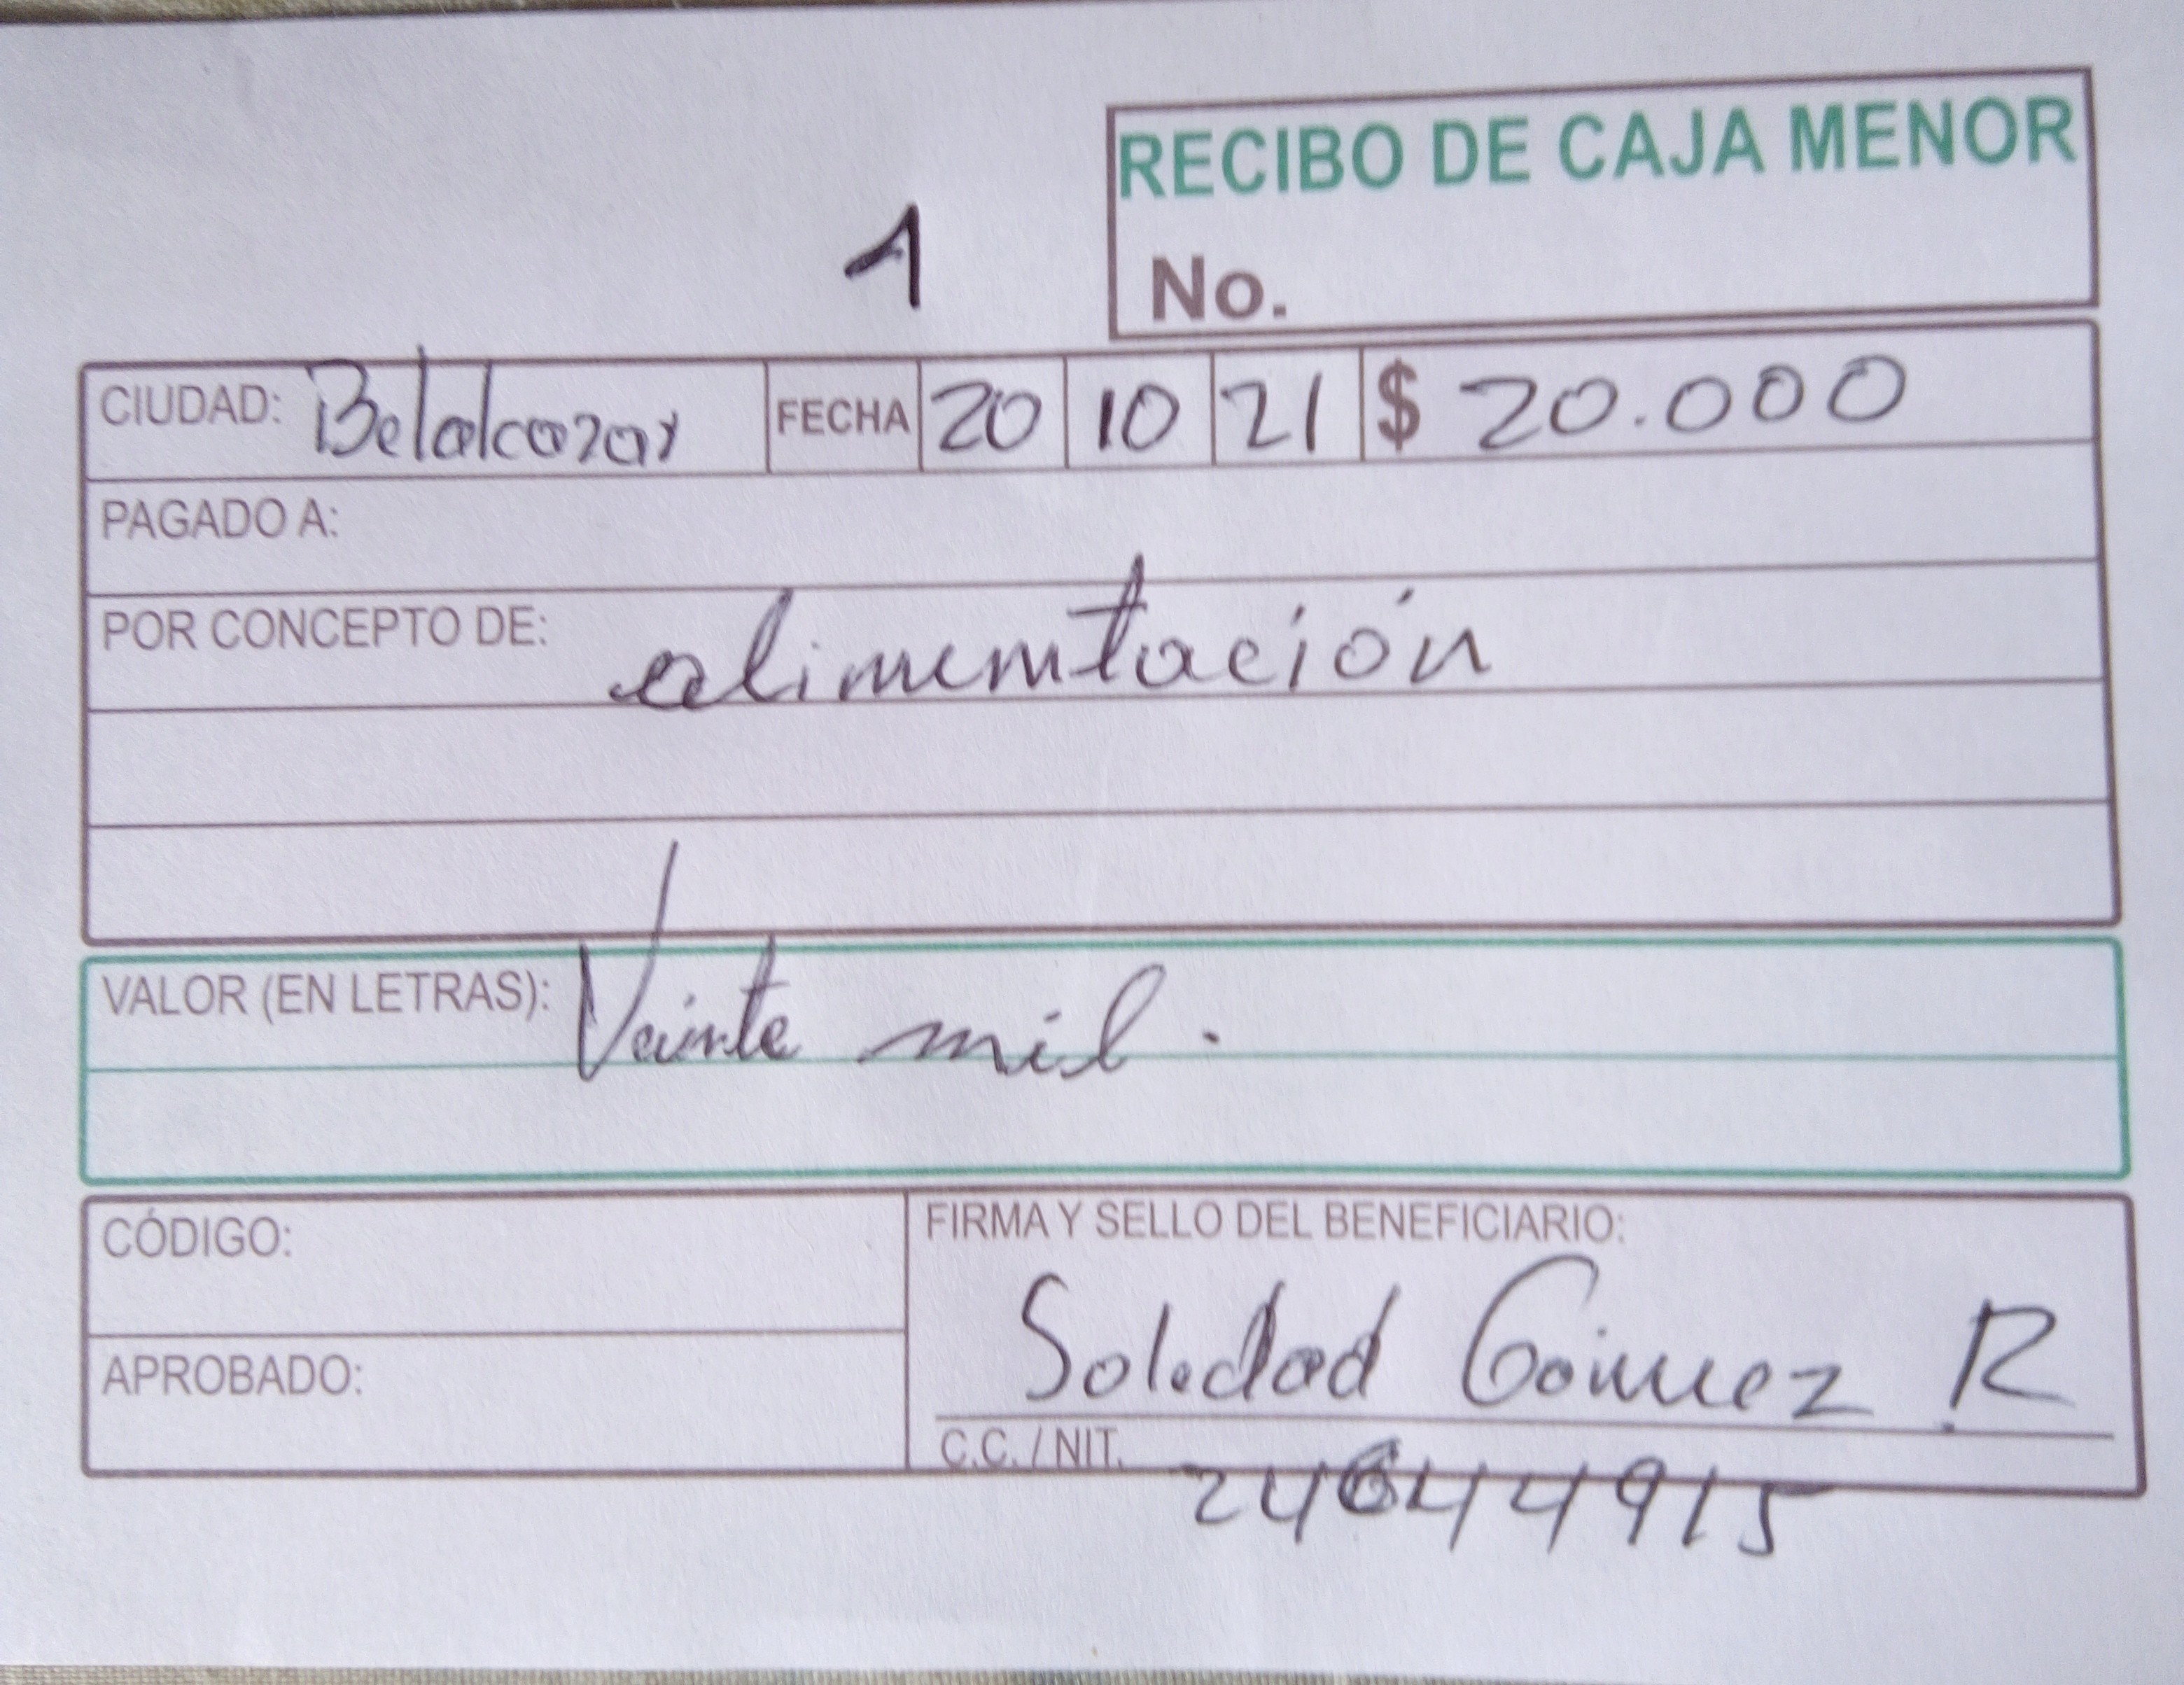 RECIBO DE CAJA MENOR
1
No.
CIUDAD: Belalcazar FECHA 20 10 21 $ 20.000
PAGADO A:
POR CONCEPTO DE: alimentación
VALOR (EN LETRAS): Veinte mil.
CÓDIGO:
FIRMA Y SELLO DEL BENEFICIARIO:
Soledad Gómez R
APROBADO:
C.C. / NIT. 24644915